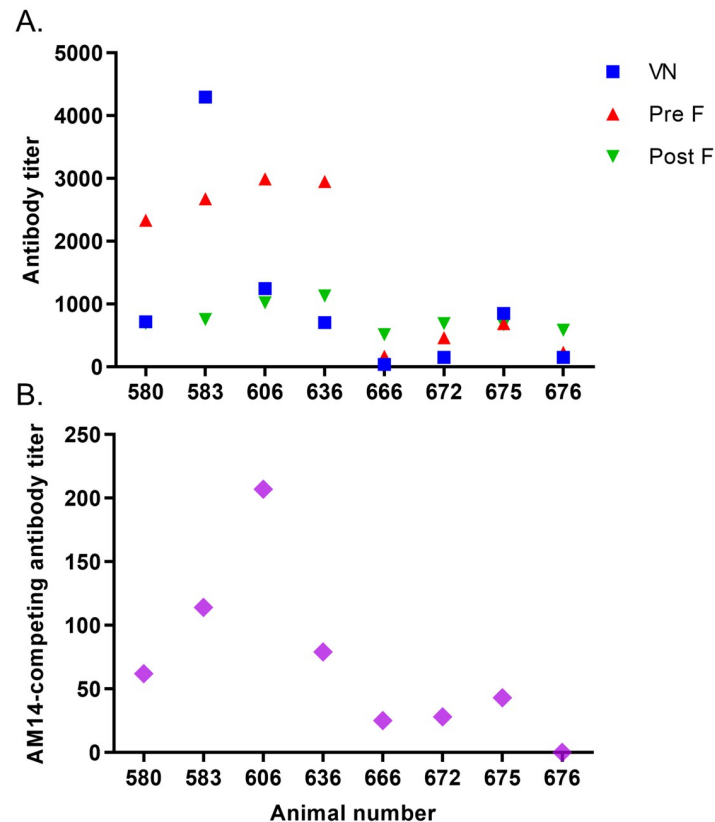 A.
5000
4000
3000
2000
1000
0
Antibody titer
VN
Pre F
Post F
580 583 606 636 666 672 675 676
B.
250
200
150
100
50
0
AM14-competing antibody titer
580 583 606 636 666 672 675 676
Animal number